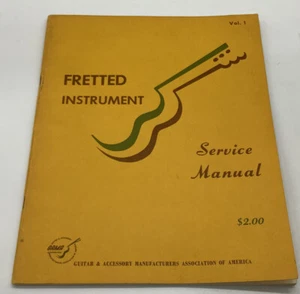 Vol. 1
FRETTED
INSTRUMENT
Service
Manual
$2.00
GUITAR & ACCESSORY MANUFACTURERS ASSOCIATION OF AMERICA